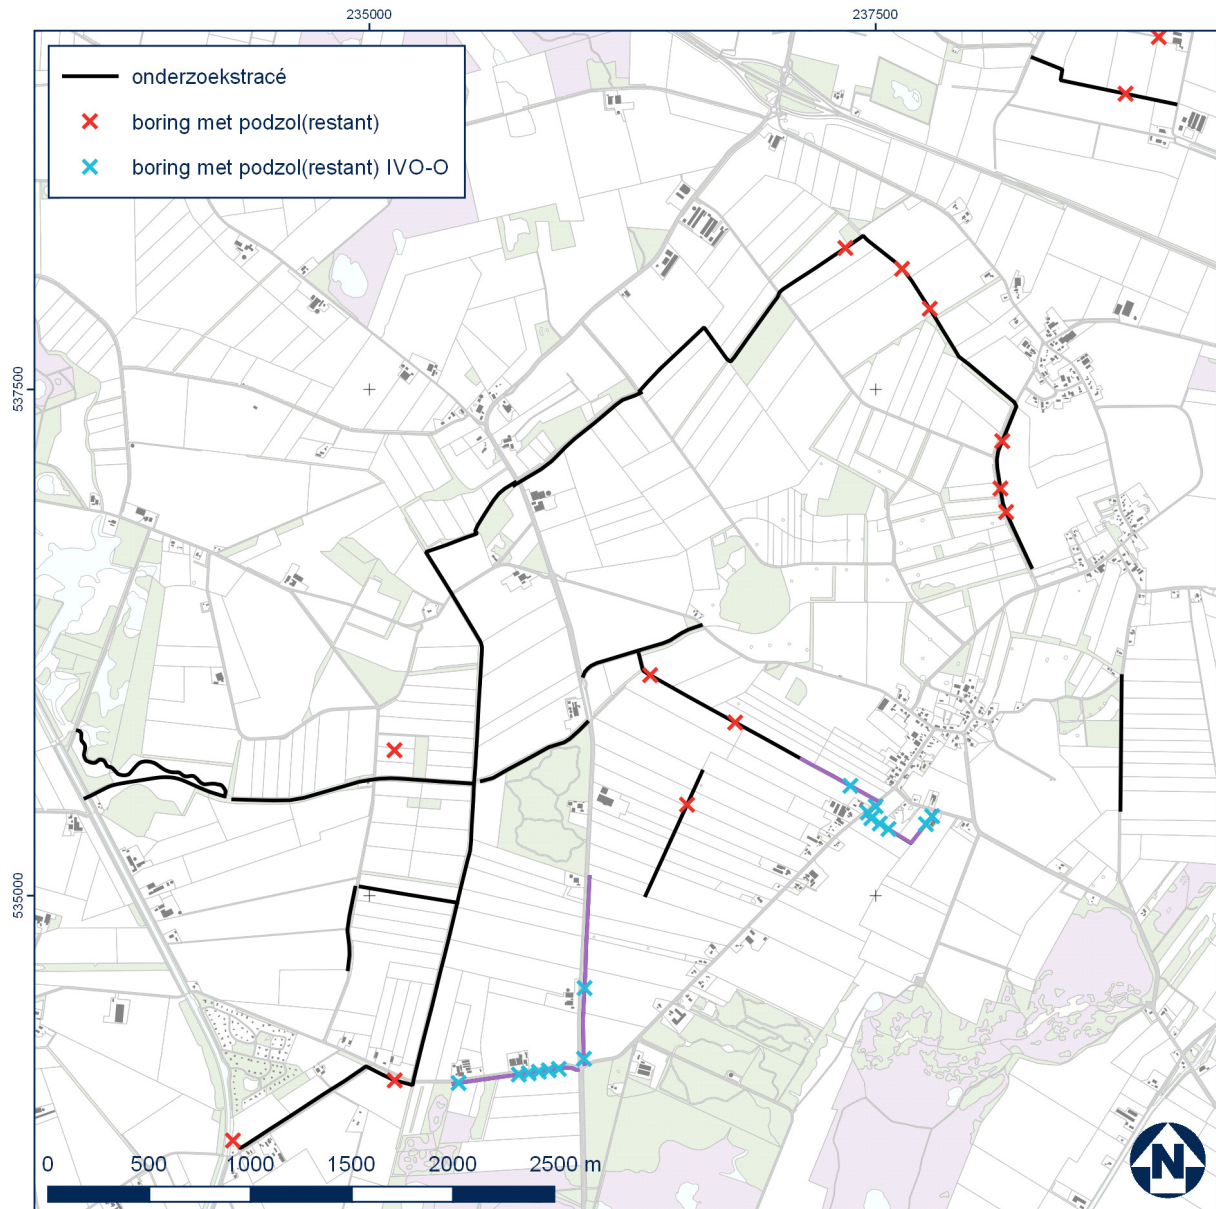 235000 237500
onderzoekstracé
boring met podzol(restant)
boring met podzol(restant) IVO-O
537500
535000
0 500 1000 1500 2000 2500 m
N